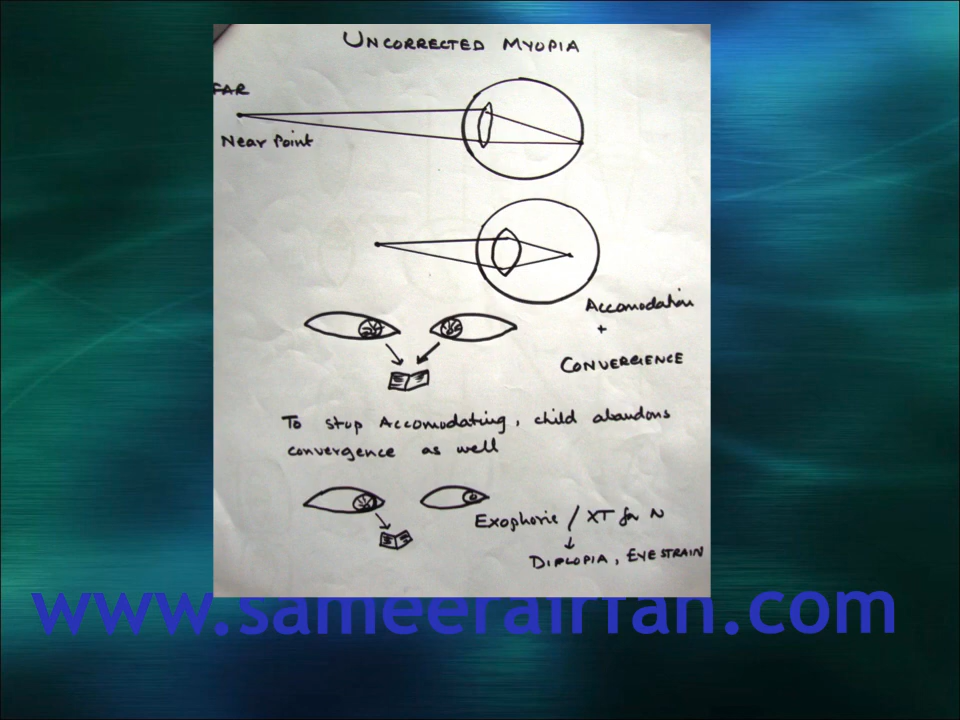 UNCORRECTED MYOPIA
FAR
Near Point
Accomodation
+
CONVERGENCE
To stop Accomodating, child abandons
convergence as well
Exophoric / XT for N
↓
DIPLOPIA, EYE STRAIN
www.sameerairfan.com